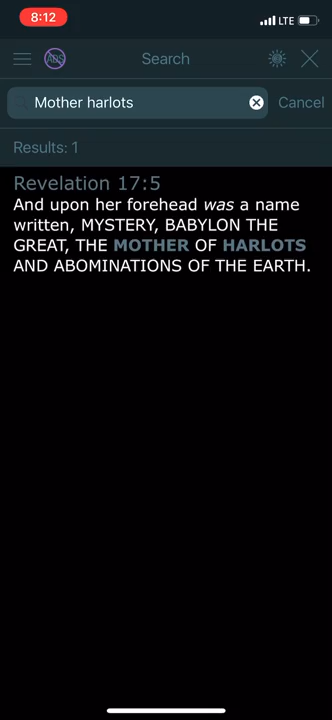 8:12
LTE
ADS
Search
Mother harlots
Cancel
Results: 1
Revelation 17:5
And upon her forehead was a name
written, MYSTERY, BABYLON THE
GREAT, THE MOTHER OF HARLOTS
AND ABOMINATIONS OF THE EARTH.